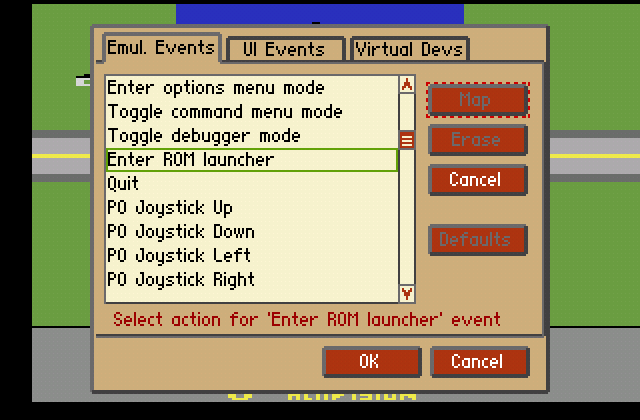 Emul. Events UI Events Virtual Devs
Enter options menu mode
Toggle command menu mode
Toggle debugger mode
Enter ROM launcher
Quit
P0 Joystick Up
P0 Joystick Down
P0 Joystick Left
P0 Joystick Right
Map
Erase
Cancel
Defaults
Select action for 'Enter ROM launcher' event
OK Cancel